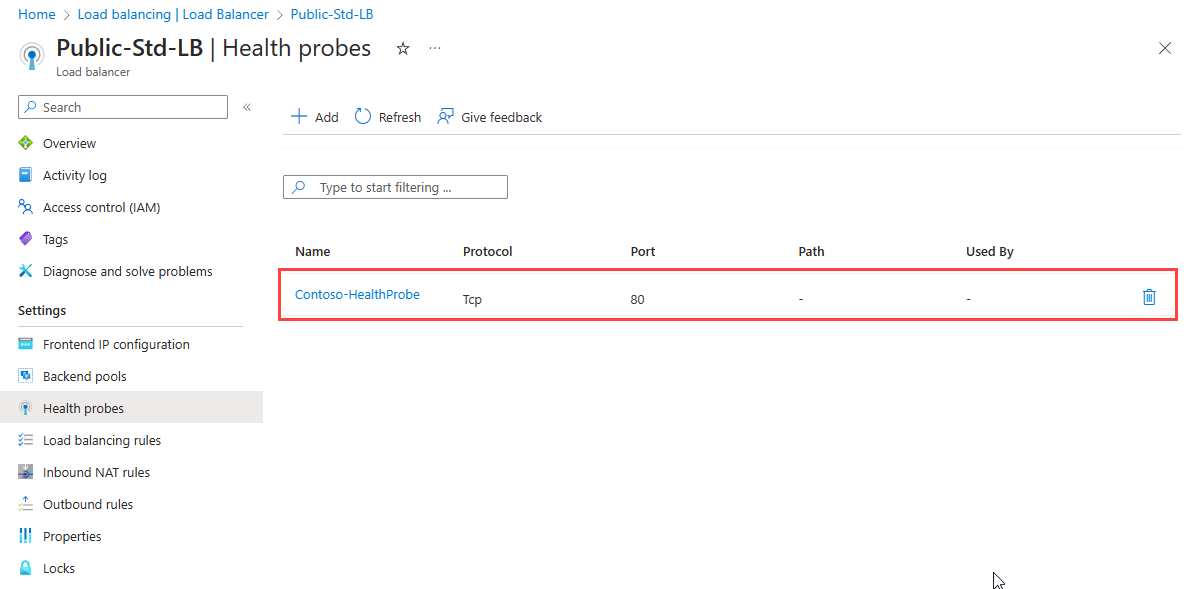 Home > Load balancing | Load Balancer > Public-Std-LB
Public-Std-LB | Health probes
Load balancer
Search
Overview
Activity log
Access control (IAM)
Tags
Diagnose and solve problems
Settings
Frontend IP configuration
Backend pools
Health probes
Load balancing rules
Inbound NAT rules
Outbound rules
Properties
Locks
Add Refresh Give feedback
Type to start filtering ...
Name Protocol Port Path Used By
Contoso-HealthProbe Tcp 80 - -